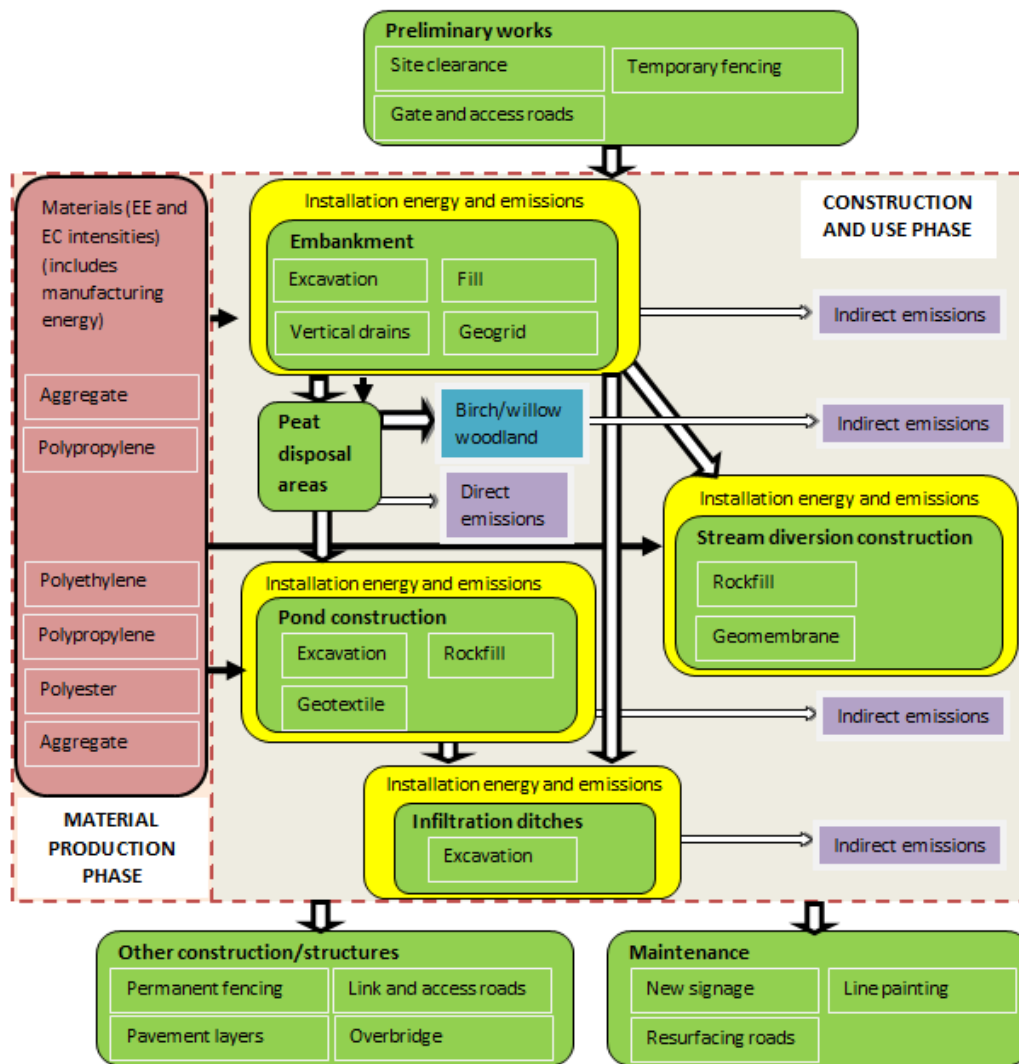 Preliminary works
Site clearance
Temporary fencing
Gate and access roads
Materials (EE and
EC intensities)
(includes
manufacturing
energy)
Aggregate
Polypropylene
Polyethylene
Polypropylene
Polyester
Aggregate
MATERIAL
PRODUCTION
PHASE
CONSTRUCTION
AND USE PHASE
Installation energy and emissions
Embankment
Excavation
Fill
Vertical drains
Geogrid
Indirect emissions
Peat
disposal
areas
Birch/willow
woodland
Indirect emissions
Direct
emissions
Installation energy and emissions
Stream diversion construction
Rockfill
Geomembrane
Installation energy and emissions
Pond construction
Excavation
Rockfill
Geotextile
Indirect emissions
Installation energy and emissions
Infiltration ditches
Excavation
Indirect emissions
Other construction/structures
Permanent fencing
Link and access roads
Pavement layers
Overbridge
Maintenance
New signage
Line painting
Resurfacing roads